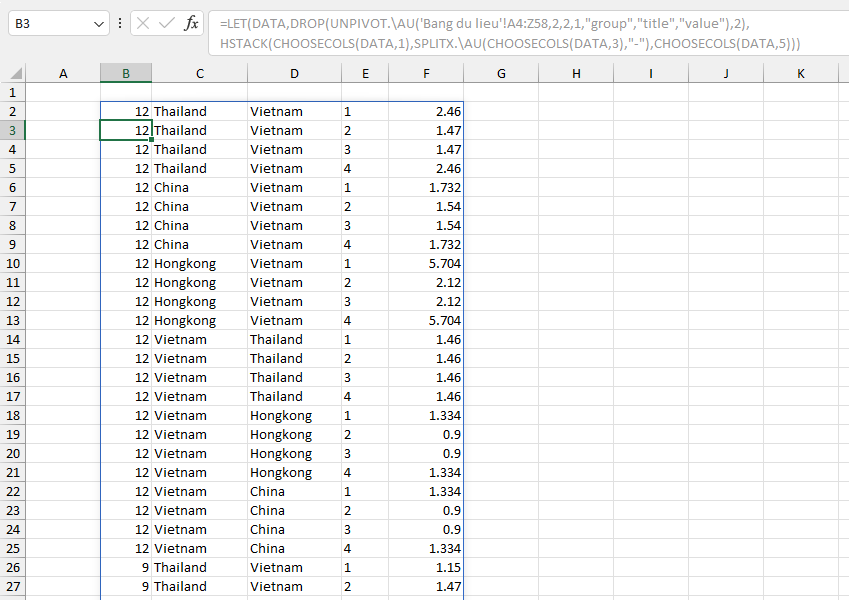 B3
fx
=LET(DATA,DROP(UNPIVOT.\AU('Bang du lieu'!A4:Z58,2,2,1,"group","title","value"),2),
HSTACK(CHOOSECOLS(DATA,1),SPLITX.\AU(CHOOSECOLS(DATA,3),"-"),CHOOSECOLS(DATA,5)))
A B C D E F G H I J K
1
2 12 Thailand Vietnam 1 2.46
3 12 Thailand Vietnam 2 1.47
4 12 Thailand Vietnam 3 1.47
5 12 Thailand Vietnam 4 2.46
6 12 China Vietnam 1 1.732
7 12 China Vietnam 2 1.54
8 12 China Vietnam 3 1.54
9 12 China Vietnam 4 1.732
10 12 Hongkong Vietnam 1 5.704
11 12 Hongkong Vietnam 2 2.12
12 12 Hongkong Vietnam 3 2.12
13 12 Hongkong Vietnam 4 5.704
14 12 Vietnam Thailand 1 1.46
15 12 Vietnam Thailand 2 1.46
16 12 Vietnam Thailand 3 1.46
17 12 Vietnam Thailand 4 1.46
18 12 Vietnam Hongkong 1 1.334
19 12 Vietnam Hongkong 2 0.9
20 12 Vietnam Hongkong 3 0.9
21 12 Vietnam Hongkong 4 1.334
22 12 Vietnam China 1 1.334
23 12 Vietnam China 2 0.9
24 12 Vietnam China 3 0.9
25 12 Vietnam China 4 1.334
26 9 Thailand Vietnam 1 1.15
27 9 Thailand Vietnam 2 1.47